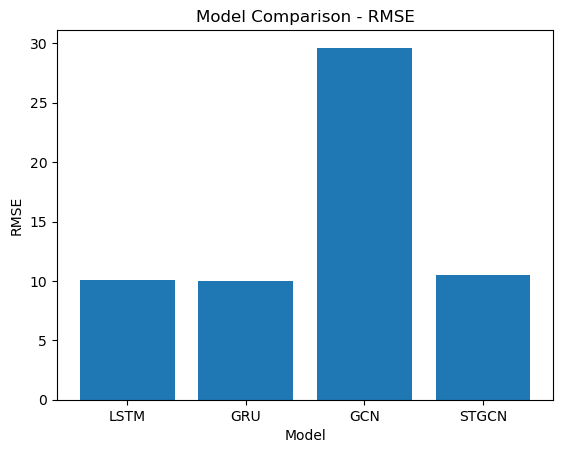 Model Comparison - RMSE
30
25
20
15
10
5
0
RMSE
LSTM GRU GCN STGCN
Model